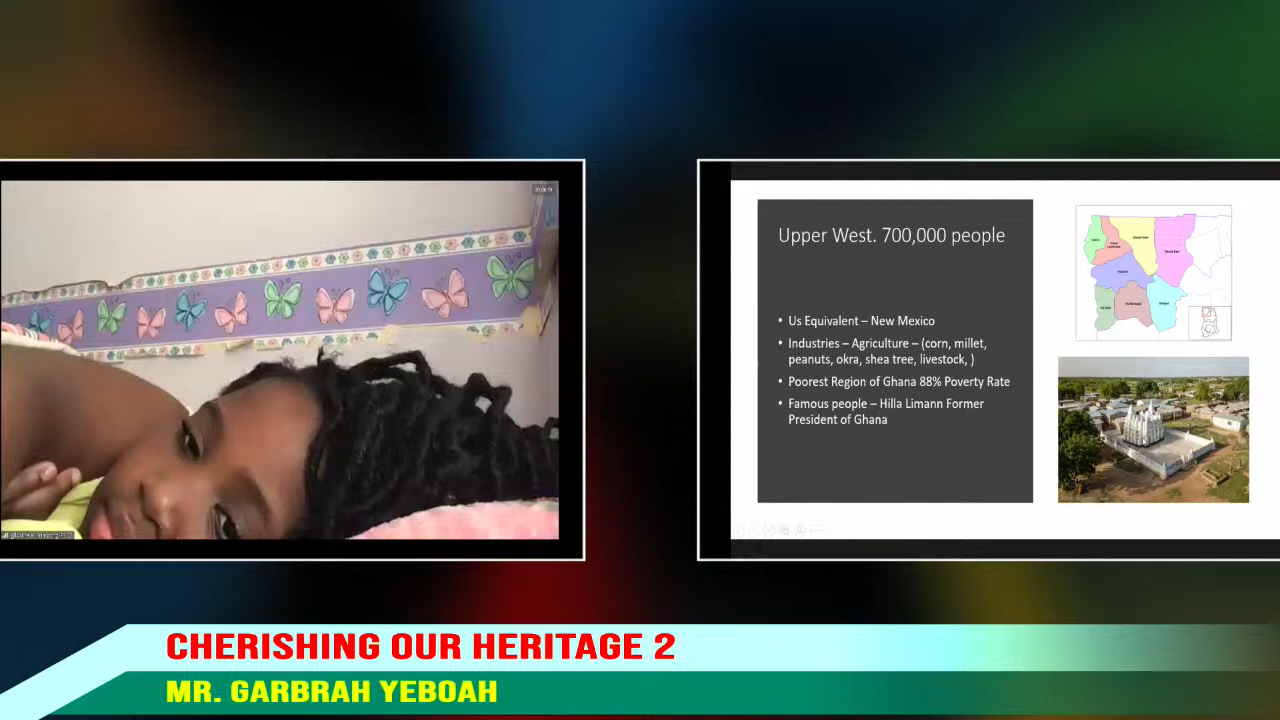 Upper West. 700,000 people
• Us Equivalent – New Mexico
• Industries – Agriculture – (corn, millet,
peanuts, okra, shea tree, livestock, )
• Poorest Region of Ghana 88% Poverty Rate
• Famous people – Hilla Limann Former
President of Ghana
CHERISHING OUR HERITAGE 2
MR. GARBRAH YEBOAH